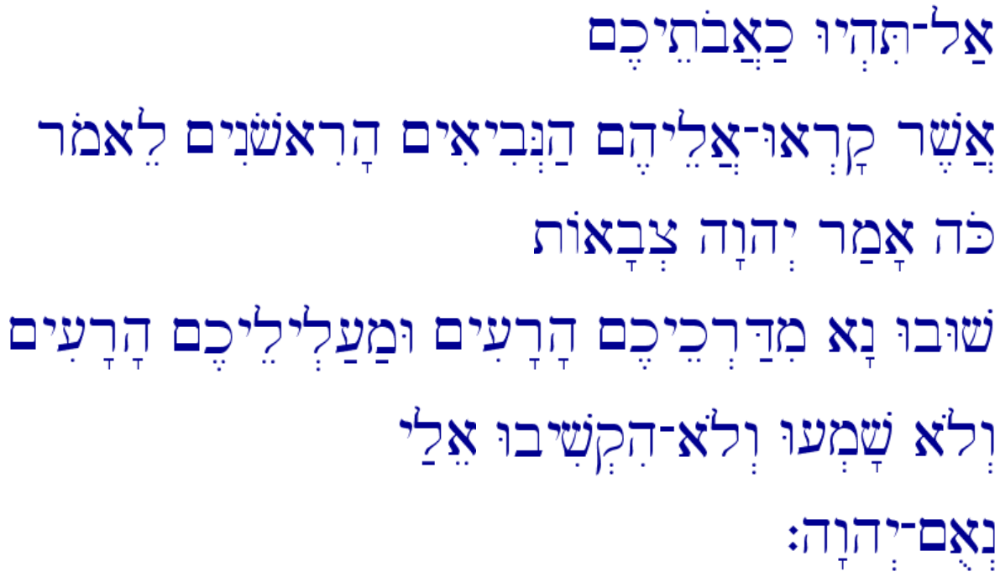 אַל־תִּהְיוּ כַאֲבֹתֵיכֶם
אֲשֶׁר קָרְאוּ־אֲלֵיהֶם הַנְּבִיאִים הָרִאשֹׁנִים לֵאמֹר
כֹּה אָמַר יְהוָה צְבָאוֹת
שׁוּבוּ נָא מִדַּרְכֵיכֶם הָרָעִים וּמַעַלְילֵיכֶם הָרָעִים
וְלֹא שָׁמְעוּ וְלֹא־הִקְשִׁיבוּ אֵלַי
נְאֻם־יְהוָה׃